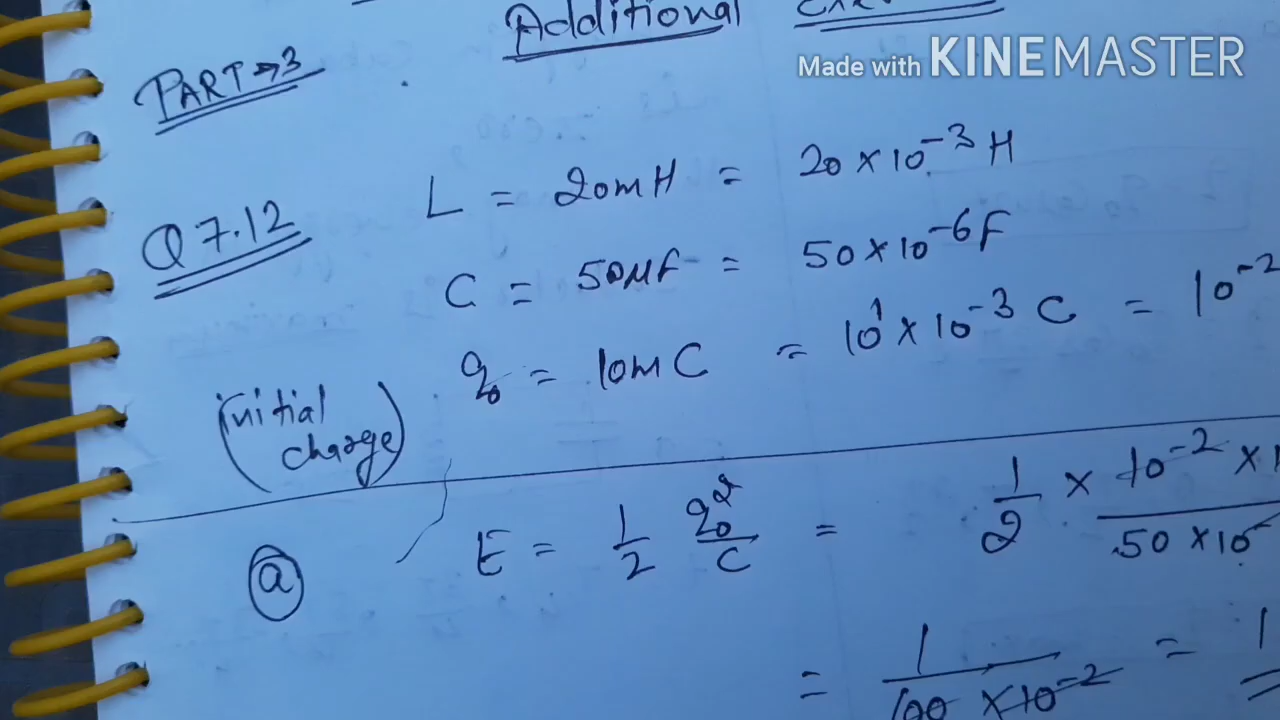 Additional
Made with KINEMASTER
PART → 3
Q 7.12
L = 20mH = 20 × 10⁻³ H
C = 50μF = 50 × 10⁻⁶ F
(initial charge) q₀ = 10mC = 10¹ × 10⁻³ C = 10⁻²
(a) E = 1/2 q₀²/C = 1/2 × 10⁻² × 1 / 50 × 10⁻
= 1 / 100 × 10⁻² = 1